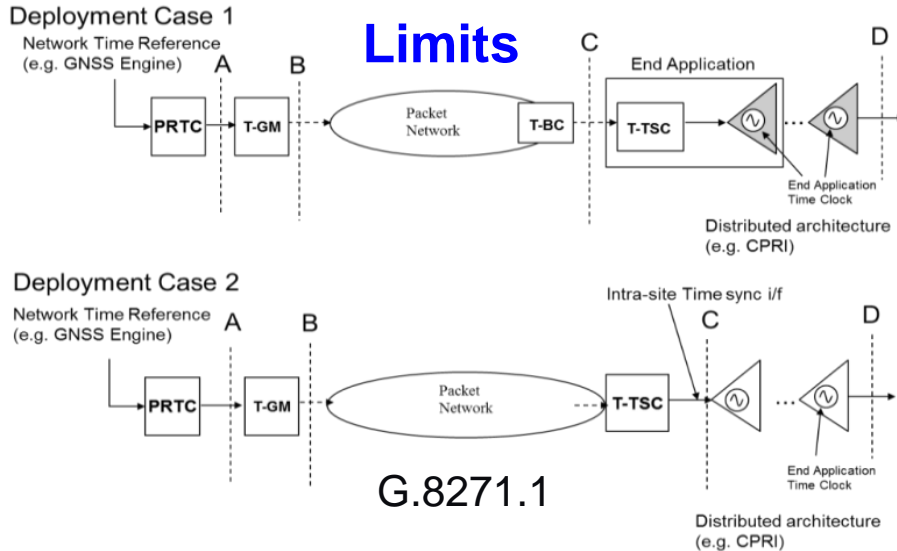 Deployment Case 1
Limits
Network Time Reference
(e.g. GNSS Engine)
A
B
C
D
End Application
PRTC
T-GM
Packet
Network
T-BC
T-TSC
...
End Application
Time Clock
Distributed architecture
(e.g. CPRI)
Deployment Case 2
Intra-site Time sync i/f
Network Time Reference
(e.g. GNSS Engine)
A
B
C
D
PRTC
T-GM
Packet
Network
T-TSC
...
End Application
Time Clock
G.8271.1
Distributed architecture
(e.g. CPRI)